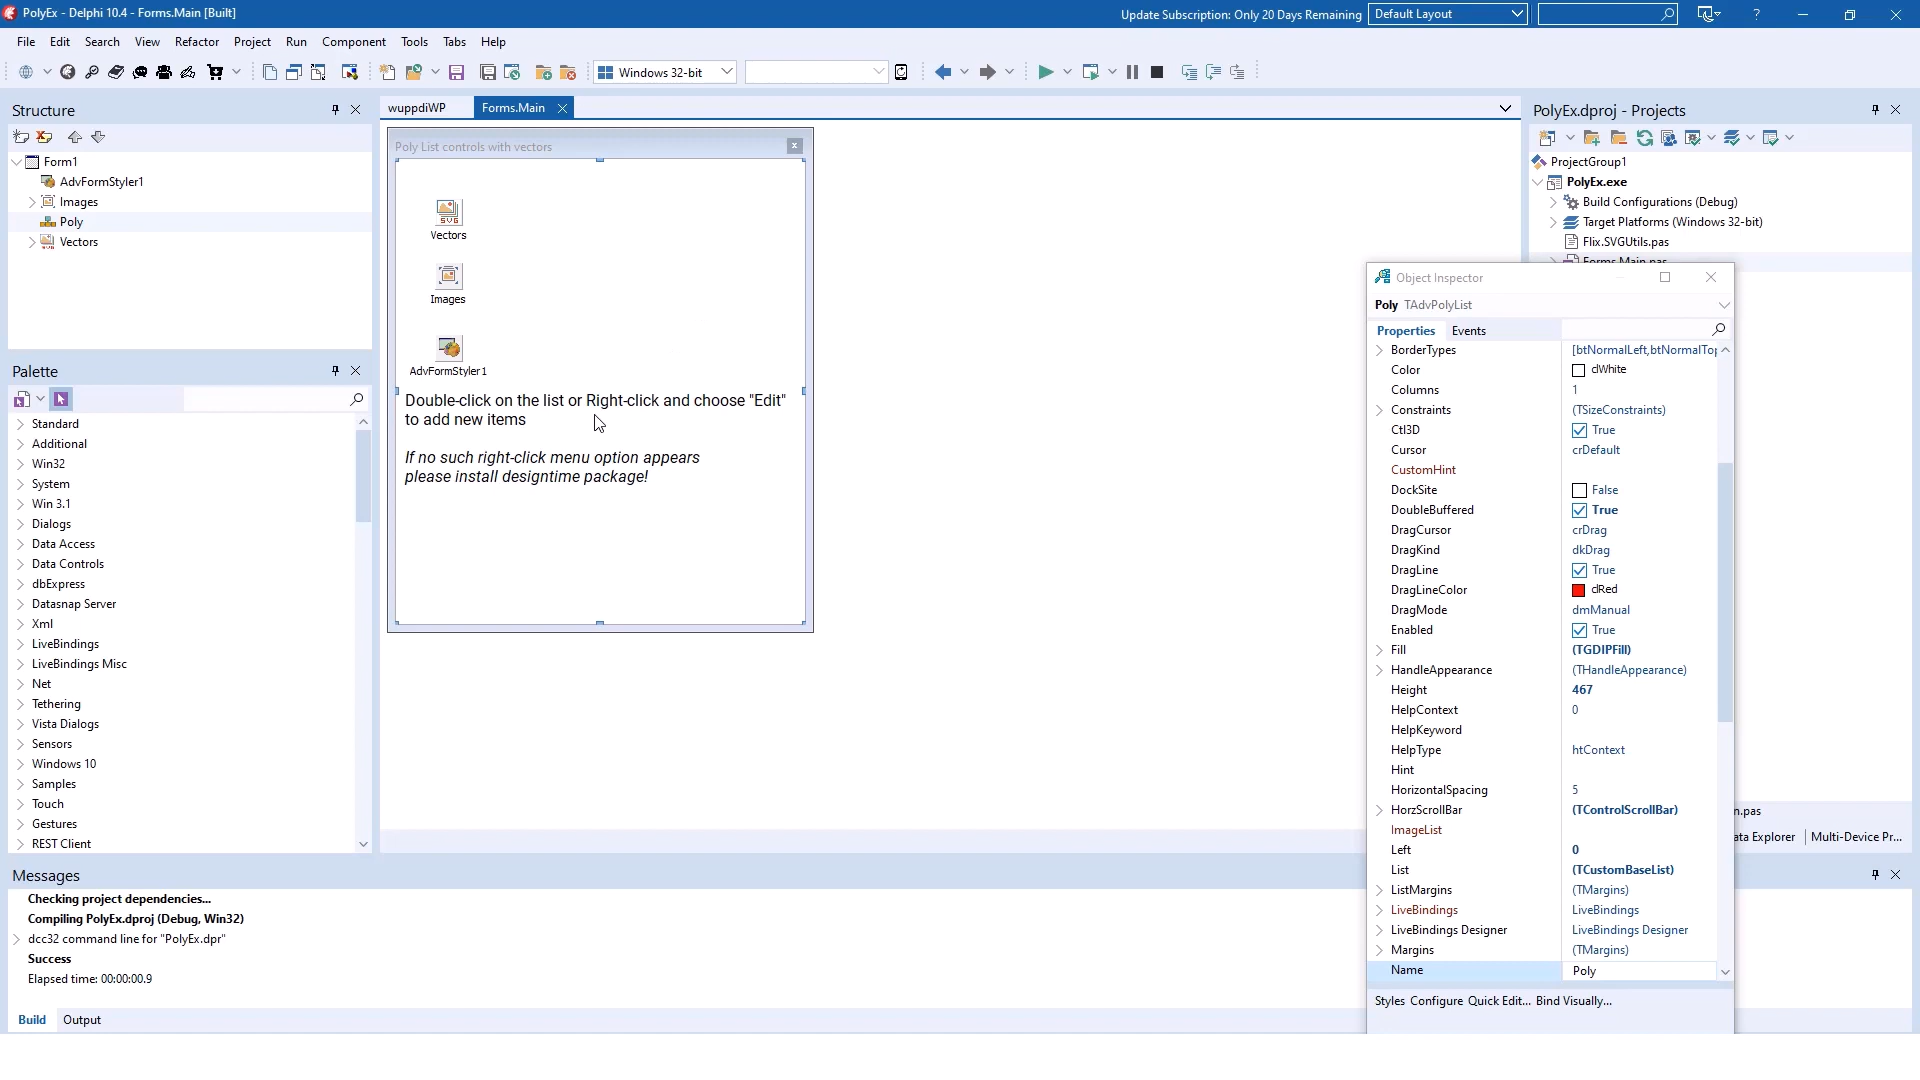 PolyEx - Delphi 10.4 - Forms.Main [Built]
Update Subscription: Only 20 Days Remaining
Default Layout
?
File Edit Search View Refactor Project Run Component Tools Tabs Help
Windows 32-bit
Structure
Form1
AdvFormStyler1
Images
Poly
Vectors
Palette
Standard
Additional
Win32
System
Win 3.1
Dialogs
Data Access
Data Controls
dbExpress
Datasnap Server
Xml
LiveBindings
LiveBindings Misc
Net
Tethering
Vista Dialogs
Sensors
Windows 10
Samples
Touch
Gestures
REST Client
wuppdiWP
Forms.Main
Poly List controls with vectors
SVG
Vectors
Images
AdvFormStyler1
Double-click on the list or Right-click and choose "Edit"
to add new items
If no such right-click menu option appears
please install designtime package!
PolyEx.dproj - Projects
ProjectGroup1
PolyEx.exe
Build Configurations (Debug)
Target Platforms (Windows 32-bit)
Flix.SVGUtils.pas
Forms.Main.pas
Object Inspector
Poly TAdvPolyList
Properties Events
BorderTypes [btNormalLeft,btNormalTop
Color clWhite
Columns 1
Constraints (TSizeConstraints)
Ctl3D True
Cursor crDefault
CustomHint
DockSite False
DoubleBuffered True
DragCursor crDrag
DragKind dkDrag
DragLine True
DragLineColor clRed
DragMode dmManual
Enabled True
Fill (TGDIPFill)
HandleAppearance (THandleAppearance)
Height 467
HelpContext 0
HelpKeyword
HelpType htContext
Hint
HorizontalSpacing 5
HorzScrollBar (TControlScrollBar)
ImageList
Left 0
List (TCustomBaseList)
ListMargins (TMargins)
LiveBindings LiveBindings
LiveBindings Designer LiveBindings Designer
Margins (TMargins)
Name Poly
Styles Configure Quick Edit... Bind Visually...
n.pas
ata Explorer Multi-Device Pr...
Messages
Checking project dependencies...
Compiling PolyEx.dproj (Debug, Win32)
dcc32 command line for "PolyEx.dpr"
Success
Elapsed time: 00:00:00.9
Build Output